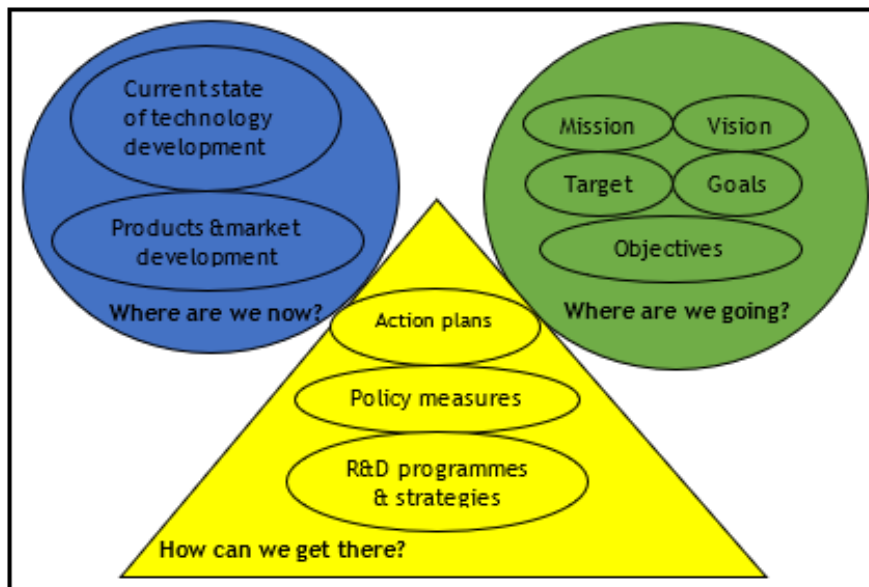 Current state
of technology
development
Products &market
development
Where are we now?
Mission
Vision
Target
Goals
Objectives
Where are we going?
Action plans
Policy measures
R&D programmes
& strategies
How can we get there?